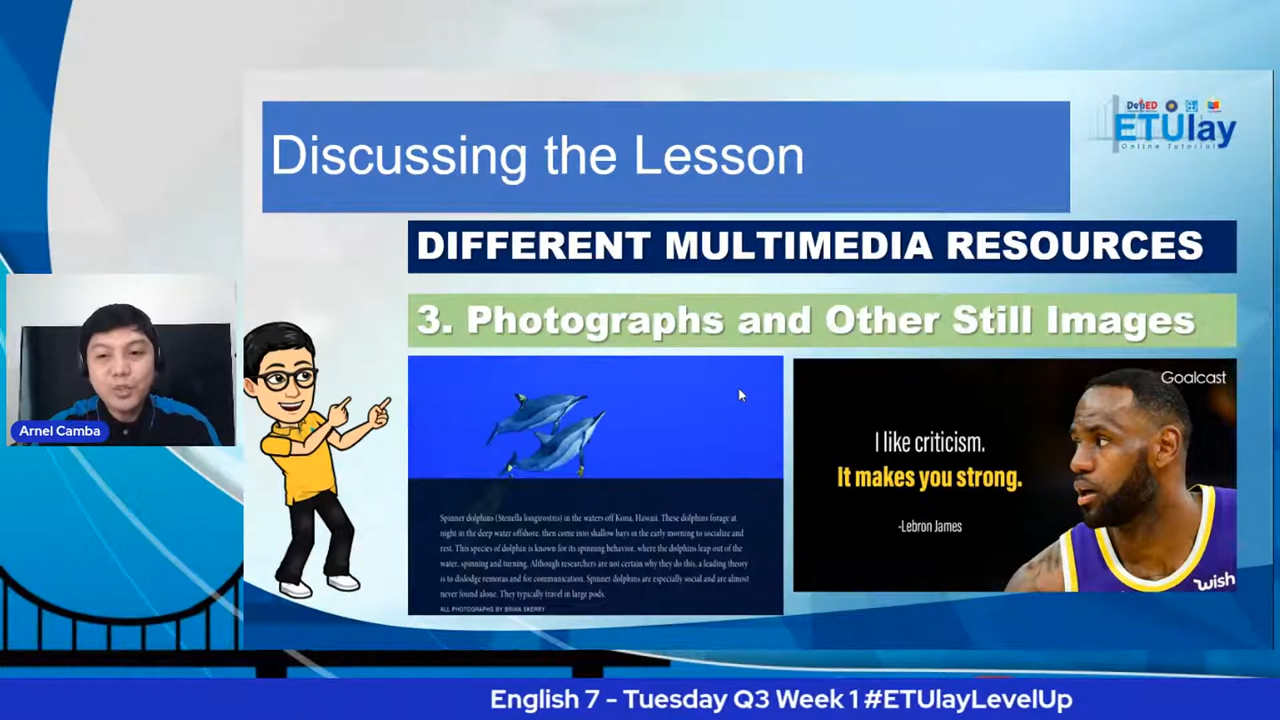 Discussing the Lesson
DepED
ETUlay
Online Tutorial
DIFFERENT MULTIMEDIA RESOURCES
3. Photographs and Other Still Images
Arnel Camba
Spinner dolphins (Stenella longirostris) in the waters off Kona, Hawaii. These dolphins forage at
night in the deep water offshore, then come into shallow bays in the early morning to socialize and
rest. This species of dolphin is known for its spinning behavior, where the dolphins leap out of the
water, spinning and turning. Although researchers are not certain why they do this, a leading theory
is to dislodge remoras and for communication. Spinner dolphins are especially social and are almost
never found alone. They typically travel in large pods.
ALL PHOTOGRAPHS BY BRIAN SKERRY
Goalcast
I like criticism.
It makes you strong.
-Lebron James
wish
English 7 - Tuesday Q3 Week 1 #ETUlayLevelUp